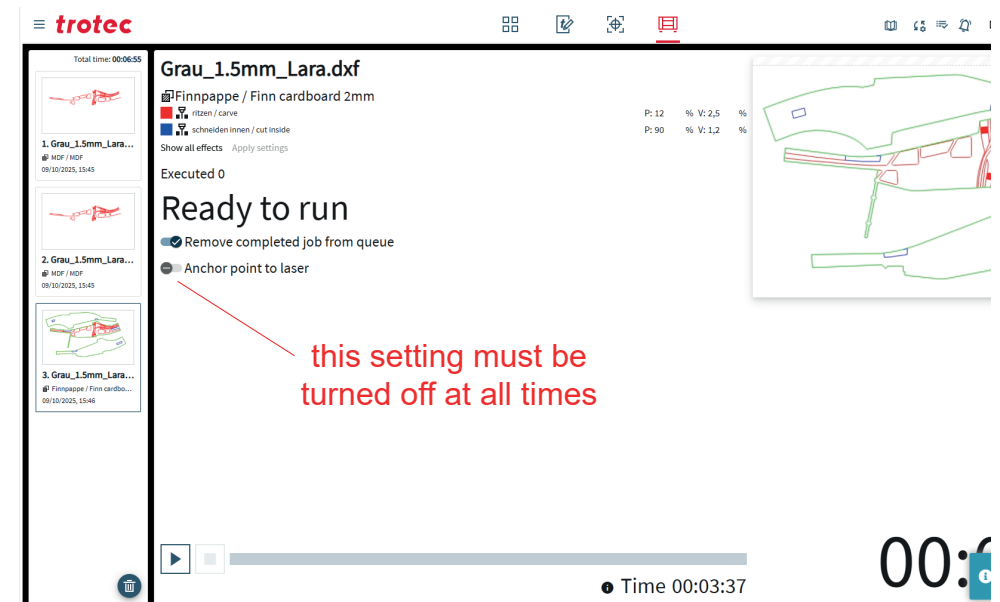 trotec
Total time: 00:06:55
1. Grau_1.5mm_Lara...
MDF / MDF
09/10/2025, 15:45
2. Grau_1.5mm_Lara...
MDF / MDF
09/10/2025, 15:45
3. Grau_1.5mm_Lara...
Finnpappe / Finn cardbo...
09/10/2025, 15:46
Grau_1.5mm_Lara.dxf
Finnpappe / Finn cardboard 2mm
ritzen / carve P: 12 % V: 2,5 %
schneiden innen / cut inside P: 90 % V: 1,2 %
Show all effects Apply settings
Executed 0
Ready to run
Remove completed job from queue
Anchor point to laser
this setting must be
turned off at all times
Time 00:03:37
00: